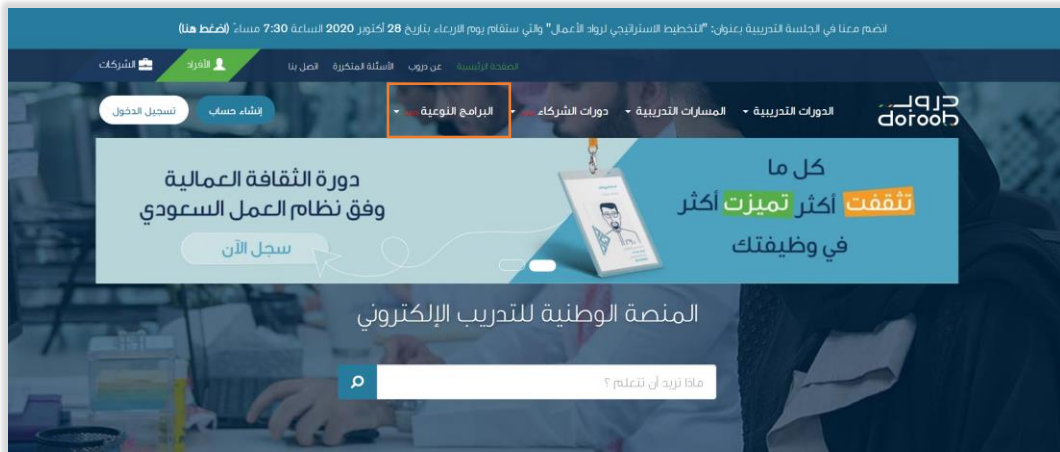 انضم معنا في الجلسة التدريبية بعنوان: "التخطيط الاستراتيجي لرواد الأعمال" والتي ستقام يوم الاربعاء بتاريخ 28 أكتوبر 2020 الساعة 7:30 مساءً (اضغط هنا)
الصفحة الرئيسية عن دروب الأسئلة المتكررة اتصل بنا الأفراد الشركات
دروب
doroob
الدورات التدريبية المسارات التدريبية دورات الشركاء البرامج النوعية إنشاء حساب تسجيل الدخول
كل ما
تثقفت أكثر تميزت أكثر
في وظيفتك
دورة الثقافة العمالية
وفق نظام العمل السعودي
سجل الآن
المنصة الوطنية للتدريب الإلكتروني
ماذا تريد أن تتعلم ؟